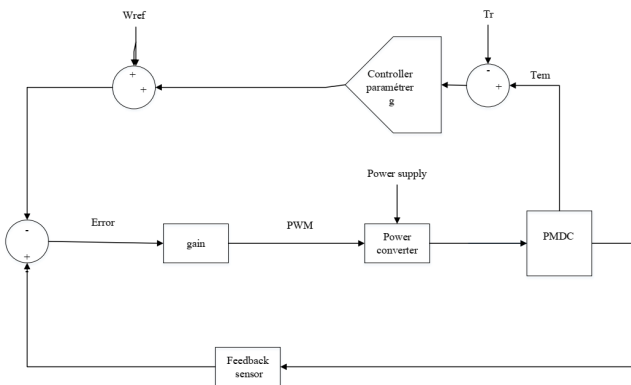 Wref
Tr
+
+
Controller
paramétrer
g
-
+
Tem
Power supply
-
+
Error
gain
PWM
Power
converter
PMDC
Feedback
sensor